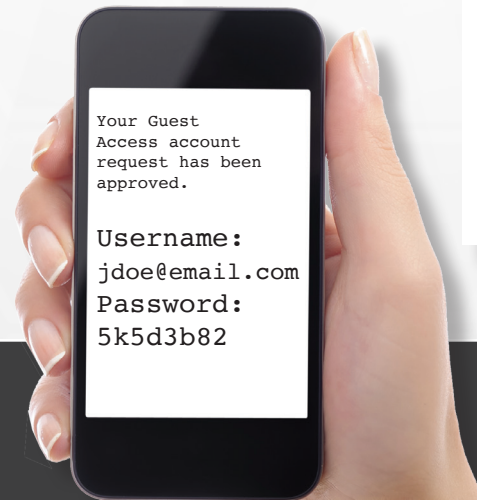 Your Guest
Access account
request has been
approved.
Username:
jdoe@email.com
Password:
5k5d3b82